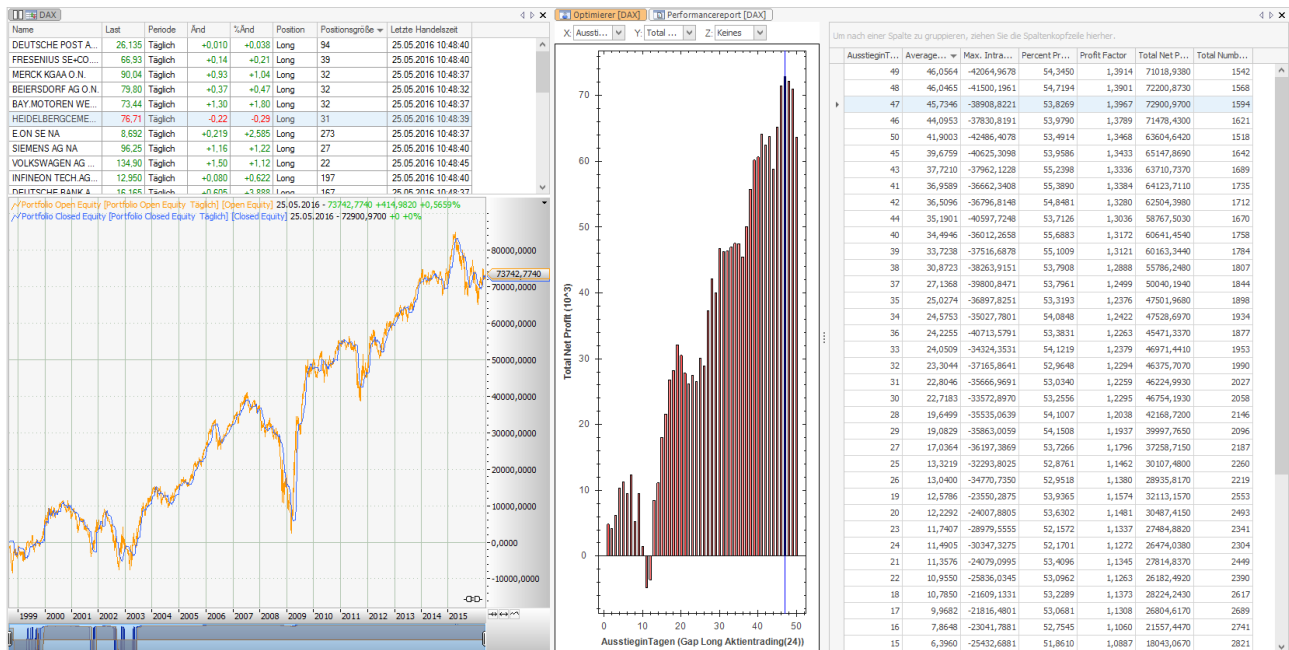 DAX
Name Last Periode Änd %Änd Position Positionsgröße Letzte Handelszeit
DEUTSCHE POST A... 26,135 Täglich +0,010 +0,038 Long 94 25.05.2016 10:48:40
FRESENIUS SE+CO.... 66,93 Täglich +0,14 +0,21 Long 39 25.05.2016 10:48:40
MERCK KGAA O.N. 90,04 Täglich +0,93 +1,04 Long 32 25.05.2016 10:48:37
BEIERSDORF AG O.N. 79,80 Täglich +0,37 +0,47 Long 32 25.05.2016 10:48:32
BAY.MOTOREN WE... 73,44 Täglich +1,30 +1,80 Long 32 25.05.2016 10:48:37
HEIDELBERGCEME... 76,71 Täglich -0,22 -0,29 Long 31 25.05.2016 10:48:39
E.ON SE NA 8,692 Täglich +0,219 +2,585 Long 273 25.05.2016 10:48:37
SIEMENS AG NA 96,25 Täglich +1,16 +1,22 Long 27 25.05.2016 10:48:40
VOLKSWAGEN AG ... 134,90 Täglich +1,50 +1,12 Long 22 25.05.2016 10:48:45
INFINEON TECH.AG... 12,950 Täglich +0,080 +0,622 Long 197 25.05.2016 10:48:40
DEUTSCHE BANK A... 16,165 Täglich +0,605 +3,888 Long 167 25.05.2016 10:48:37
Portfolio Open Equity [Portfolio Open Equity Täglich] [Open Equity] 25.05.2016 - 73742,7740 +414,9820 +0,5659%
Portfolio Closed Equity [Portfolio Closed Equity Täglich] [Closed Equity] 25.05.2016 - 72900,9700 +0 +0%
80000,0000
73742,7740
70000,0000
60000,0000
50000,0000
40000,0000
30000,0000
20000,0000
10000,0000
0,0000
-10000,0000
1999 2000 2001 2002 2003 2004 2005 2006 2007 2008 2009 2010 2011 2012 2013 2014 2015
Optimierer [DAX] Performancereport [DAX]
X: Aussti... Y: Total ... Z: Keines
Total Net Profit (10^3)
70
60
50
40
30
20
10
0
0 10 20 30 40 50
AusstieginTagen (Gap Long Aktientrading(24))
Um nach einer Spalte zu gruppieren, ziehen Sie die Spaltenkopfzeile hierher.
AusstieginT... Average... Max. Intra... Percent Pr... Profit Factor Total Net P... Total Numb...
49 46,0564 -42064,9678 54,3450 1,3914 71018,9380 1542
48 46,0465 -41500,1961 54,7194 1,3901 72200,8730 1568
47 45,7346 -38908,8221 53,8269 1,3967 72900,9700 1594
46 44,0953 -37830,8191 53,9790 1,3789 71478,4300 1621
50 41,9003 -42486,4078 53,4914 1,3468 63604,6420 1518
45 39,6759 -40625,3098 53,9586 1,3433 65147,8690 1642
43 37,7210 -37962,1228 55,2398 1,3336 63710,7370 1689
41 36,9589 -36662,3408 55,3890 1,3384 64123,7110 1735
42 36,5096 -36796,8148 54,8481 1,3280 62504,3980 1712
44 35,1901 -40597,7248 53,7126 1,3036 58767,5030 1670
40 34,4946 -36012,2658 55,6883 1,3172 60641,4540 1758
39 33,7238 -37516,6878 55,1009 1,3121 60163,3440 1784
38 30,8723 -38263,9151 53,7908 1,2888 55786,2480 1807
37 27,1368 -39800,8471 53,7961 1,2499 50040,1940 1844
35 25,0274 -36897,8251 53,3193 1,2376 47501,9680 1898
34 24,5753 -35027,7801 54,0848 1,2422 47528,6970 1934
36 24,2255 -40713,5791 53,3831 1,2263 45471,3370 1877
33 24,0509 -34324,3531 54,1219 1,2379 46971,4410 1953
32 23,3044 -37165,8641 52,9648 1,2294 46375,7070 1990
31 22,8046 -35666,9691 53,0340 1,2259 46224,9930 2027
30 22,7183 -33572,8970 53,2556 1,2295 46754,1930 2058
28 19,6499 -35535,0639 54,1007 1,2038 42168,7200 2146
29 19,0829 -35863,0059 54,1508 1,1937 39997,7650 2096
27 17,0364 -36197,3869 53,7266 1,1796 37258,7150 2187
25 13,3219 -32293,8025 52,8761 1,1462 30107,4800 2260
26 13,0400 -34770,7350 52,9518 1,1380 28935,8170 2219
19 12,5786 -23550,2875 53,9365 1,1574 32113,1570 2553
20 12,2292 -24007,8805 53,6302 1,1481 30487,4150 2493
23 11,7407 -28979,5555 52,1572 1,1337 27484,8820 2341
24 11,4905 -30347,3275 52,1701 1,1272 26474,0380 2304
21 11,3576 -24079,0995 53,4096 1,1345 27814,8370 2449
22 10,9550 -25836,0345 53,0962 1,1263 26182,4920 2390
18 10,7850 -21609,1331 53,2289 1,1373 28224,2430 2617
17 9,9682 -21816,4801 53,0681 1,1308 26804,6170 2689
16 7,8648 -23041,7881 52,7545 1,1060 21557,4470 2741
15 6,3960 -25432,6881 51,8610 1,0887 18043,0670 2821